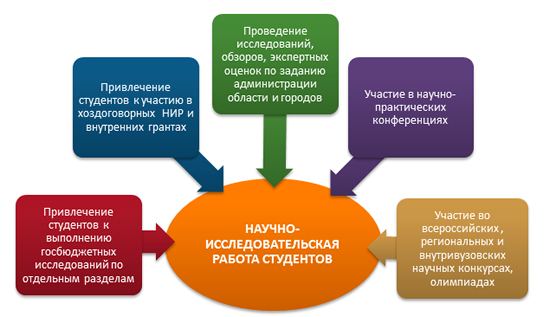 Проведение
исследований,
обзоров, экспертных
оценок по заданию
администрации
области и городов
Привлечение
студентов к участию в
хоздоговорных НИР и
внутренних грантах
Участие в научно-
практических
конференциях
Привлечение
студентов к
выполнению
госбюджетных
исследований по
отдельным разделам
НАУЧНО-
ИССЛЕДОВАТЕЛЬСКАЯ
РАБОТА СТУДЕНТОВ
Участие во
всероссийских,
региональных и
внутривузовских
научных конкурсах,
олимпиадах